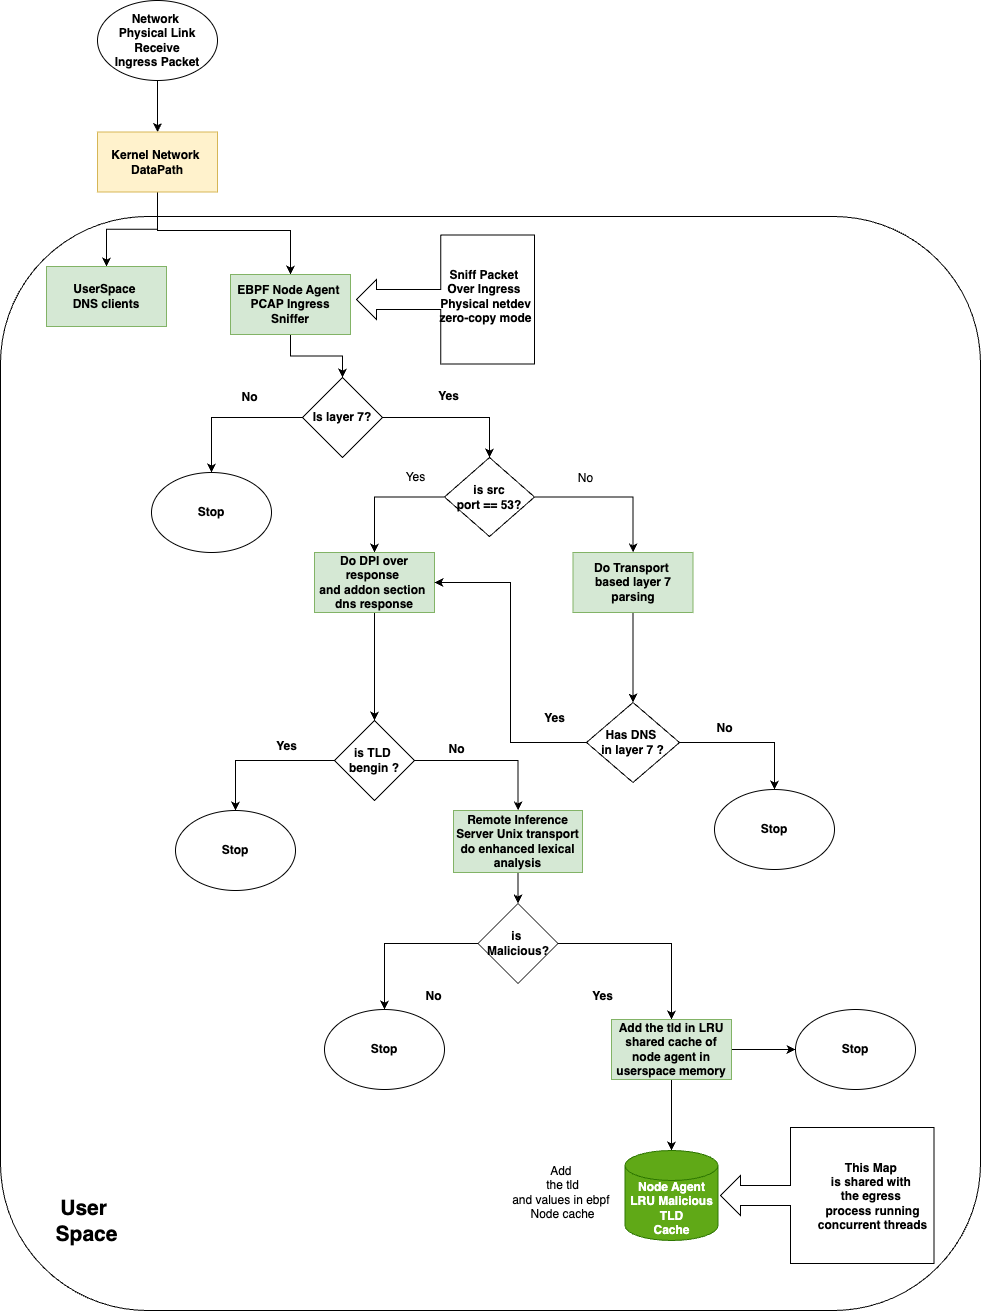 Network
Physical Link
Receive
Ingress Packet
Kernel Network
DataPath
UserSpace
DNS clients
EBPF Node Agent
PCAP Ingress
Sniffer
Sniff Packet
Over Ingress
Physical netdev
zero-copy mode
No
Yes
Is layer 7?
Stop
Yes
No
is src
port == 53?
Do DPI over
response
and addon section
dns response
Do Transport
based layer 7
parsing
Yes
No
Has DNS
in layer 7 ?
Yes
No
is TLD
bengin ?
Stop
Stop
Remote Inference
Server Unix transport
do enhanced lexical
analysis
is
Malicious?
No
Yes
Stop
Add the tld in LRU
shared cache of
node agent in
userspace memory
Stop
Add
the tld
and values in ebpf
Node cache
Node Agent
LRU Malicious
TLD
Cache
This Map
is shared with
the egress
process running
concurrent threads
User
Space